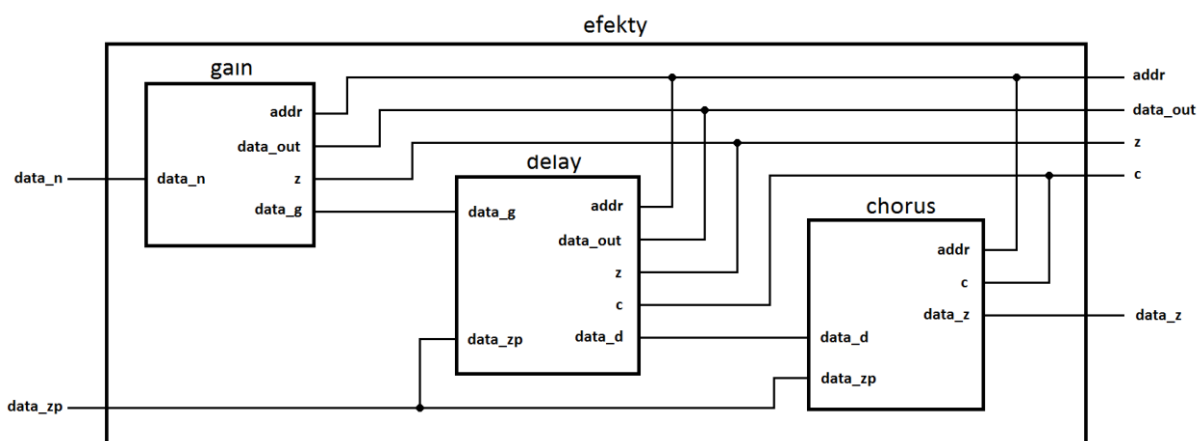 efekty
gain
addr
data_out
z
data_g
data_n
data_n
addr
data_out
z
c
delay
data_g
addr
data_out
z
c
data_d
data_zp
chorus
addr
c
data_z
data_d
data_zp
data_z
data_zp